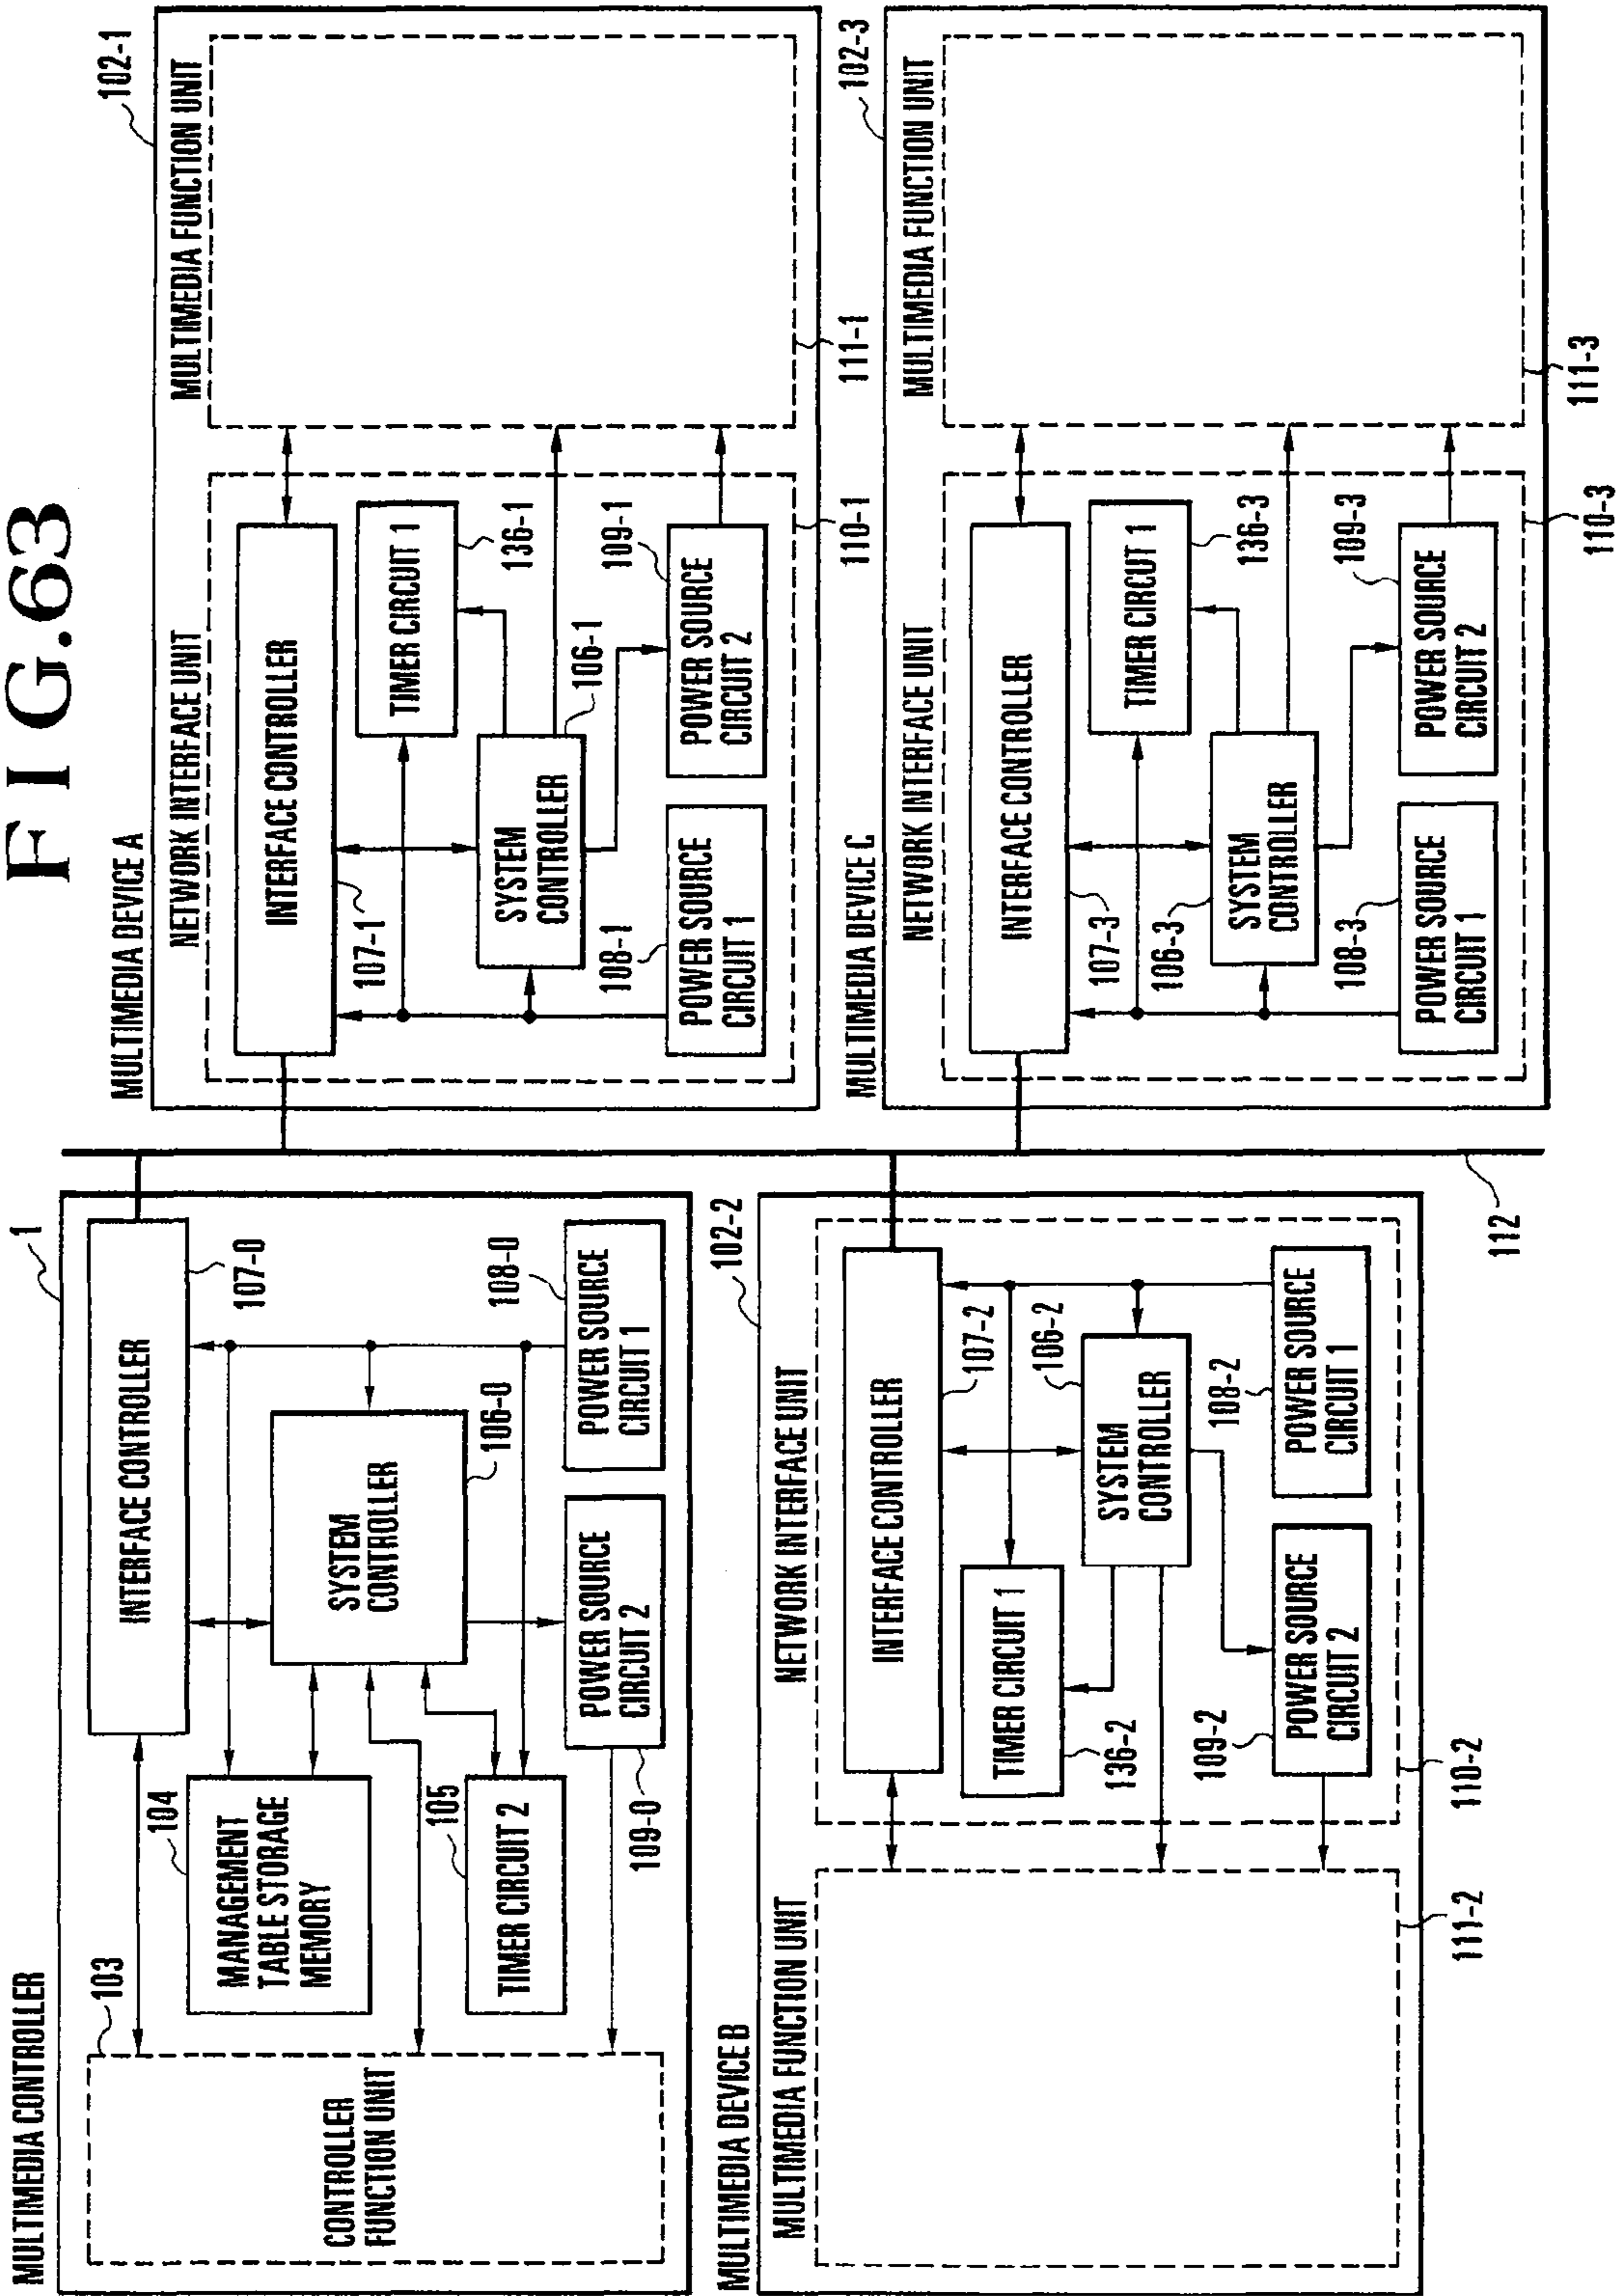 F I G.63
MULTIMEDIA CONTROLLER
1
103
CONTROLLER
FUNCTION UNIT
104
MANAGEMENT
TABLE STORAGE
MEMORY
105
TIMER CIRCUIT 2
INTERFACE CONTROLLER
107-0
SYSTEM
CONTROLLER
106-0
POWER SOURCE
CIRCUIT 2
109-0
POWER SOURCE
CIRCUIT 1
108-0
MULTIMEDIA DEVICE A
102-1
NETWORK INTERFACE UNIT
INTERFACE CONTROLLER
107-1
TIMER CIRCUIT 1
136-1
SYSTEM
CONTROLLER
106-1
POWER SOURCE
CIRCUIT 1
108-1
POWER SOURCE
CIRCUIT 2
109-1
110-1
MULTIMEDIA FUNCTION UNIT
111-1
MULTIMEDIA DEVICE B
102-2
MULTIMEDIA FUNCTION UNIT
111-2
NETWORK INTERFACE UNIT
INTERFACE CONTROLLER
107-2
TIMER CIRCUIT 1
136-2
SYSTEM
CONTROLLER
106-2
POWER SOURCE
CIRCUIT 2
109-2
POWER SOURCE
CIRCUIT 1
108-2
110-2
112
MULTIMEDIA DEVICE C
102-3
NETWORK INTERFACE UNIT
INTERFACE CONTROLLER
107-3
TIMER CIRCUIT 1
136-3
SYSTEM
CONTROLLER
106-3
POWER SOURCE
CIRCUIT 1
108-3
POWER SOURCE
CIRCUIT 2
109-3
110-3
MULTIMEDIA FUNCTION UNIT
111-3